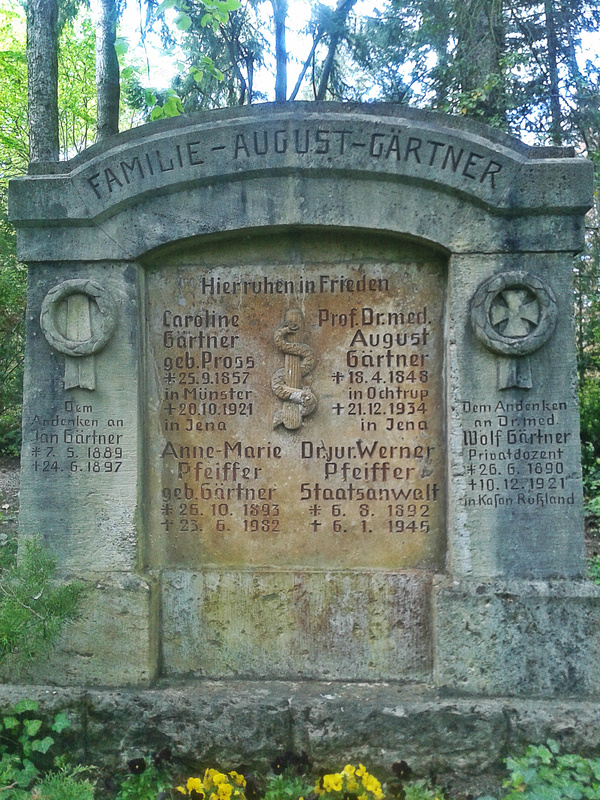 FAMILIE-AUGUST-GÄRTNER
Hier ruhen in Frieden
Caroline
Gärtner
geb. Pross
*25.9.1857
in Münster
+20.10.1921
in Jena
Prof. Dr. med.
August
Gärtner
*18.4.1848
in Ochtrup
+21.12.1934
in Jena
Anne-Marie
Pfeiffer
geb. Gärtner
*26.10.1893
+23.6.1982
Dr. jur. Werner
Pfeiffer
Staatsanwalt
*6.8.1892
+6.1.1945
Dem
Andenken an
Jan Gärtner
*7.5.1889
+24.6.1897
Dem Andenken
an Dr. med.
Wolf Gärtner
Privatdozent
*26.6.1890
+10.12.1921
in Kasan Rußland